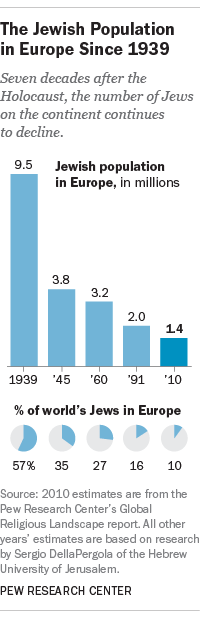 The Jewish Population
in Europe Since 1939
Seven decades after the
Holocaust, the number of Jews
on the continent continues
to decline.
9.5
Jewish population
in Europe, in millions
3.8
3.2
2.0
1.4
1939 '45 '60 '91 '10
% of world's Jews in Europe
57% 35 27 16 10
Source: 2010 estimates are from the
Pew Research Center's Global
Religious Landscape report. All other
years' estimates are based on research
by Sergio DellaPergola of the Hebrew
University of Jerusalem.
PEW RESEARCH CENTER